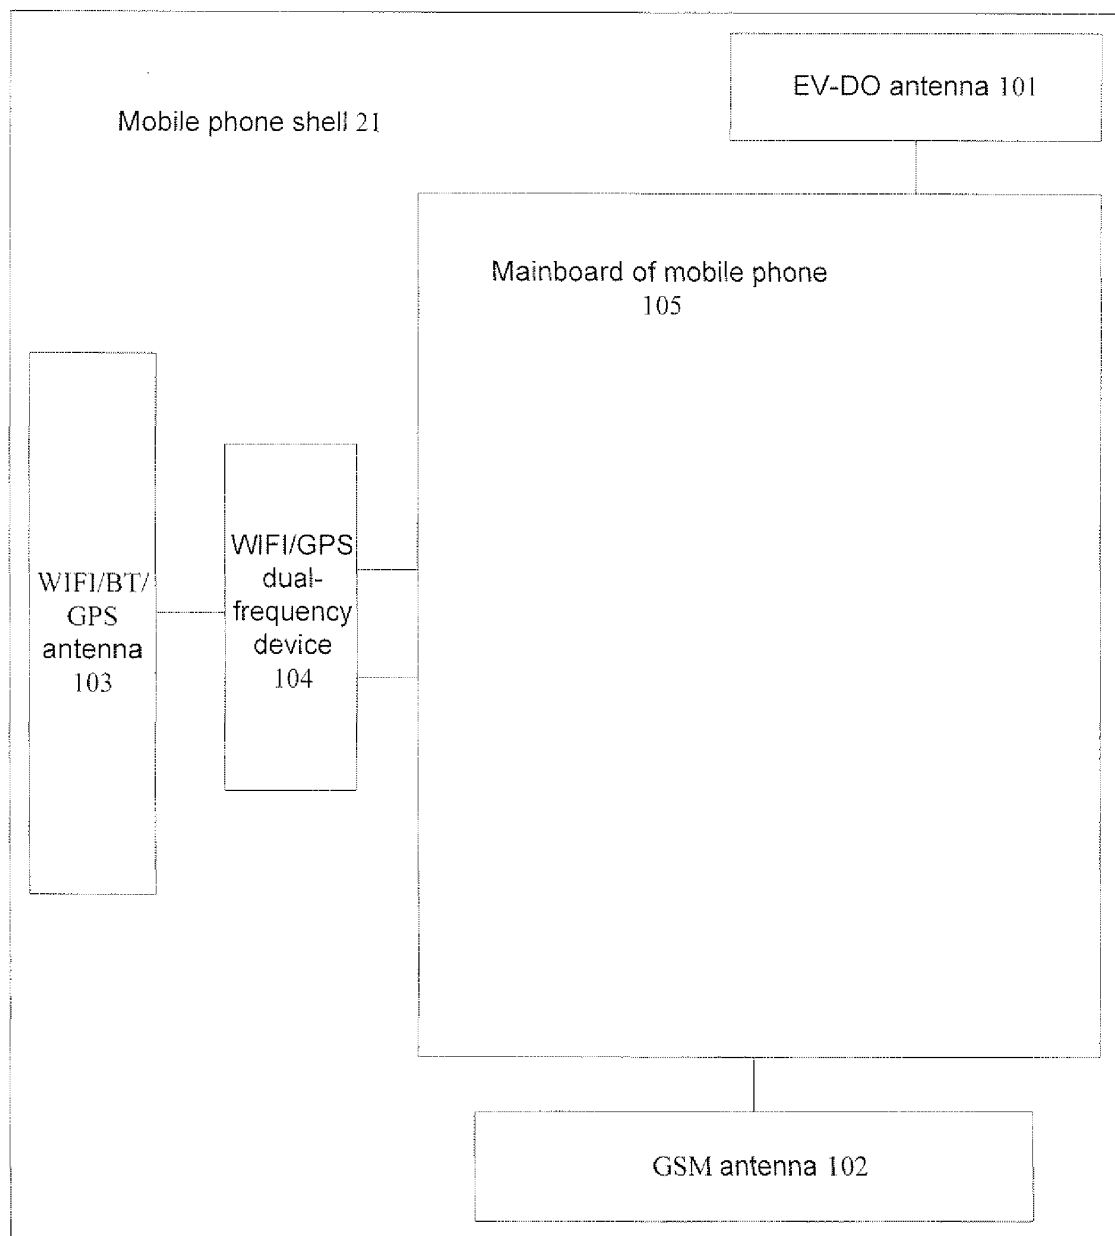 EV-DO antenna 101
Mobile phone shell 21
Mainboard of mobile phone
105
WIFI/BT/
GPS
antenna
103
WIFI/GPS
dual-
frequency
device
104
GSM antenna 102